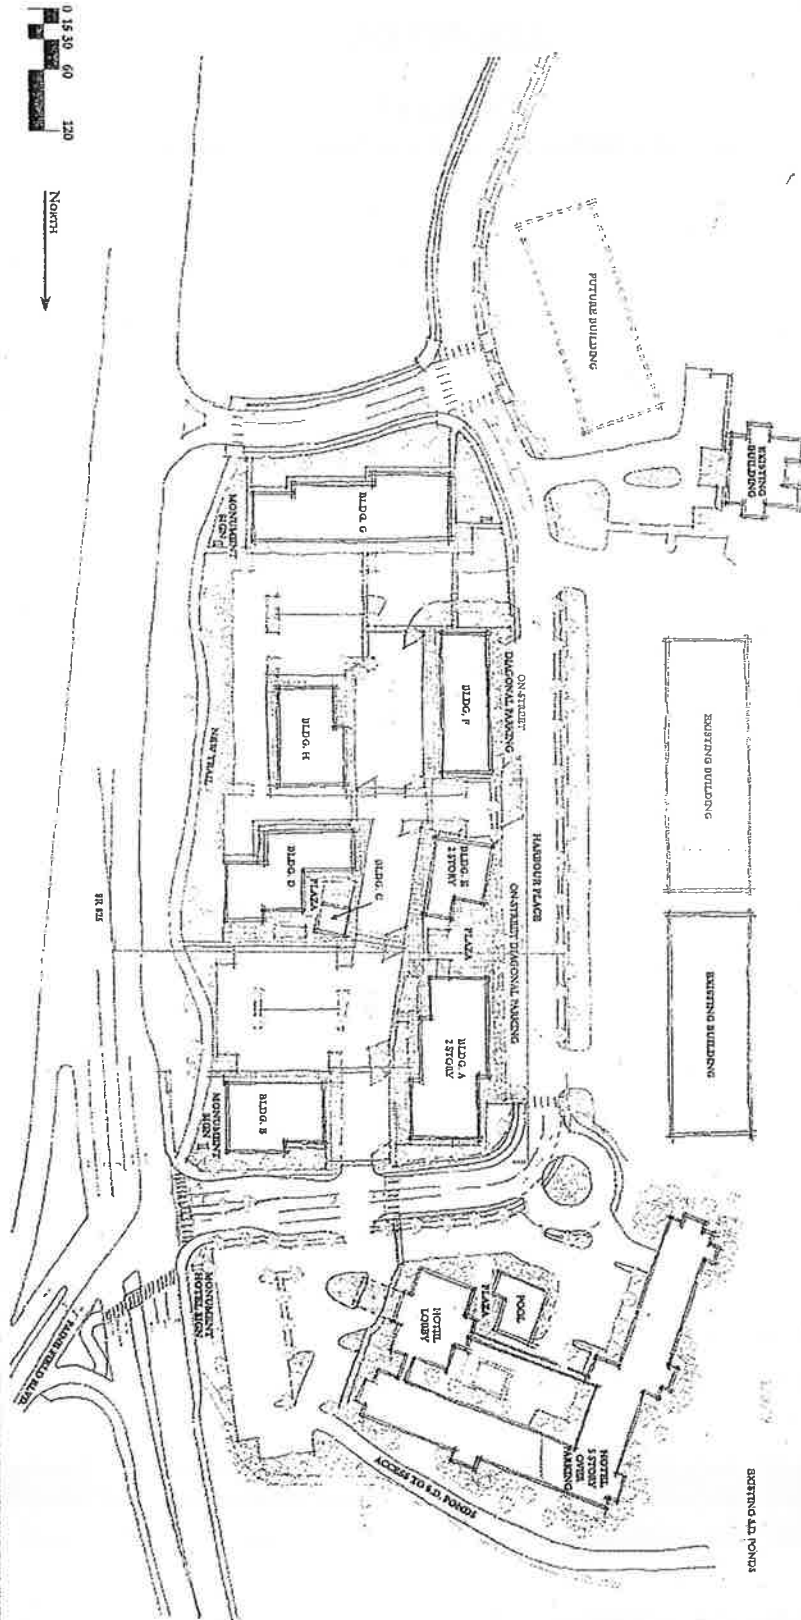 0 15 30 60 120
NORTH
FUTURE BUILDING
EXISTING
BUILDING
BLDG. G
MONUMENT
SIGN
ON-STREET
DIAGONAL PARKING
BLDG. F
BLDG. H
EXISTING BUILDING
NEW TRAIL
HARBOUR PLACE
BLDG. E
2 STORY
BLDG. D
PLAZA
BLDG. C
PLAZA
ON-STREET DIAGONAL PARKING
SR 525
EXISTING BUILDING
BLDG. A
2 STORY
BLDG. B
MONUMENT
SIGN
MONUMENT
HOTEL SIGN
PLAZA
POOL
HOTEL
LOBBY
PAINE FIELD BLVD.
HOTEL
5 STORY
OVER
PARKING
ACCESS TO S.D. PONDS
EXISTING S.D. PONDS